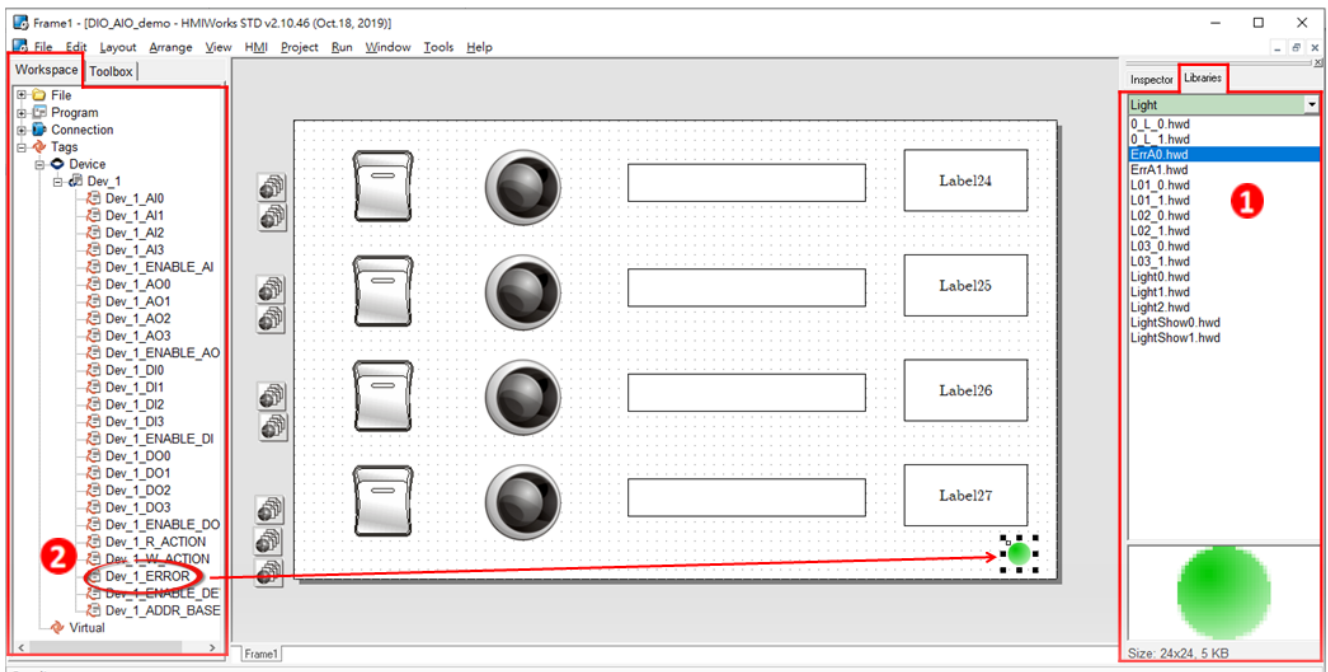 Frame1 - [DIO_AIO_demo - HMIWorks STD v2.10.46 (Oct.18, 2019)]
File Edit Layout Arrange View HMI Project Run Window Tools Help
Workspace Toolbox
File
Program
Connection
Tags
Device
Dev_1
Dev_1_AI0
Dev_1_AI1
Dev_1_AI2
Dev_1_AI3
Dev_1_ENABLE_AI
Dev_1_AO0
Dev_1_AO1
Dev_1_AO2
Dev_1_AO3
Dev_1_ENABLE_AO
Dev_1_DI0
Dev_1_DI1
Dev_1_DI2
Dev_1_DI3
Dev_1_ENABLE_DI
Dev_1_DO0
Dev_1_DO1
Dev_1_DO2
Dev_1_DO3
Dev_1_ENABLE_DO
Dev_1_R_ACTION
Dev_1_W_ACTION
2
Dev_1_ERROR
Dev_1_ENABLE_DE
Dev_1_ADDR_BASE
Virtual
Label24
Label25
Label26
Label27
Frame1
Inspector Libraries
Light
0_L_0.hwd
0_L_1.hwd
ErrA0.hwd
ErrA1.hwd
L01_0.hwd
L01_1.hwd
1
L02_0.hwd
L02_1.hwd
L03_0.hwd
L03_1.hwd
Light0.hwd
Light1.hwd
Light2.hwd
LightShow0.hwd
LightShow1.hwd
Size: 24x24, 5 KB